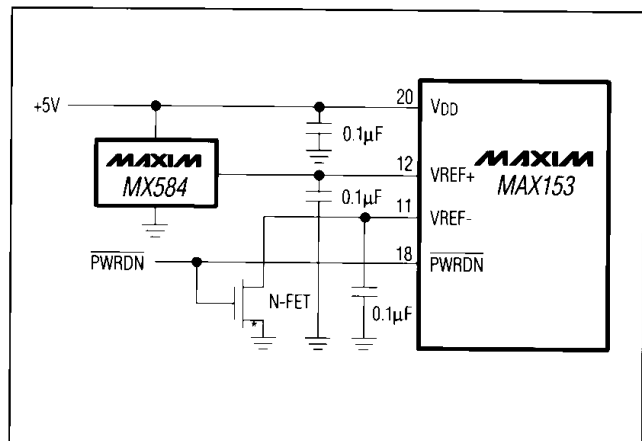 +5V
20 VDD
0.1µF
MAXIM
MX584
12 VREF+
MAXIM
MAX153
0.1µF
11 VREF-
PWRDN
18 PWRDN
N-FET
*
0.1µF